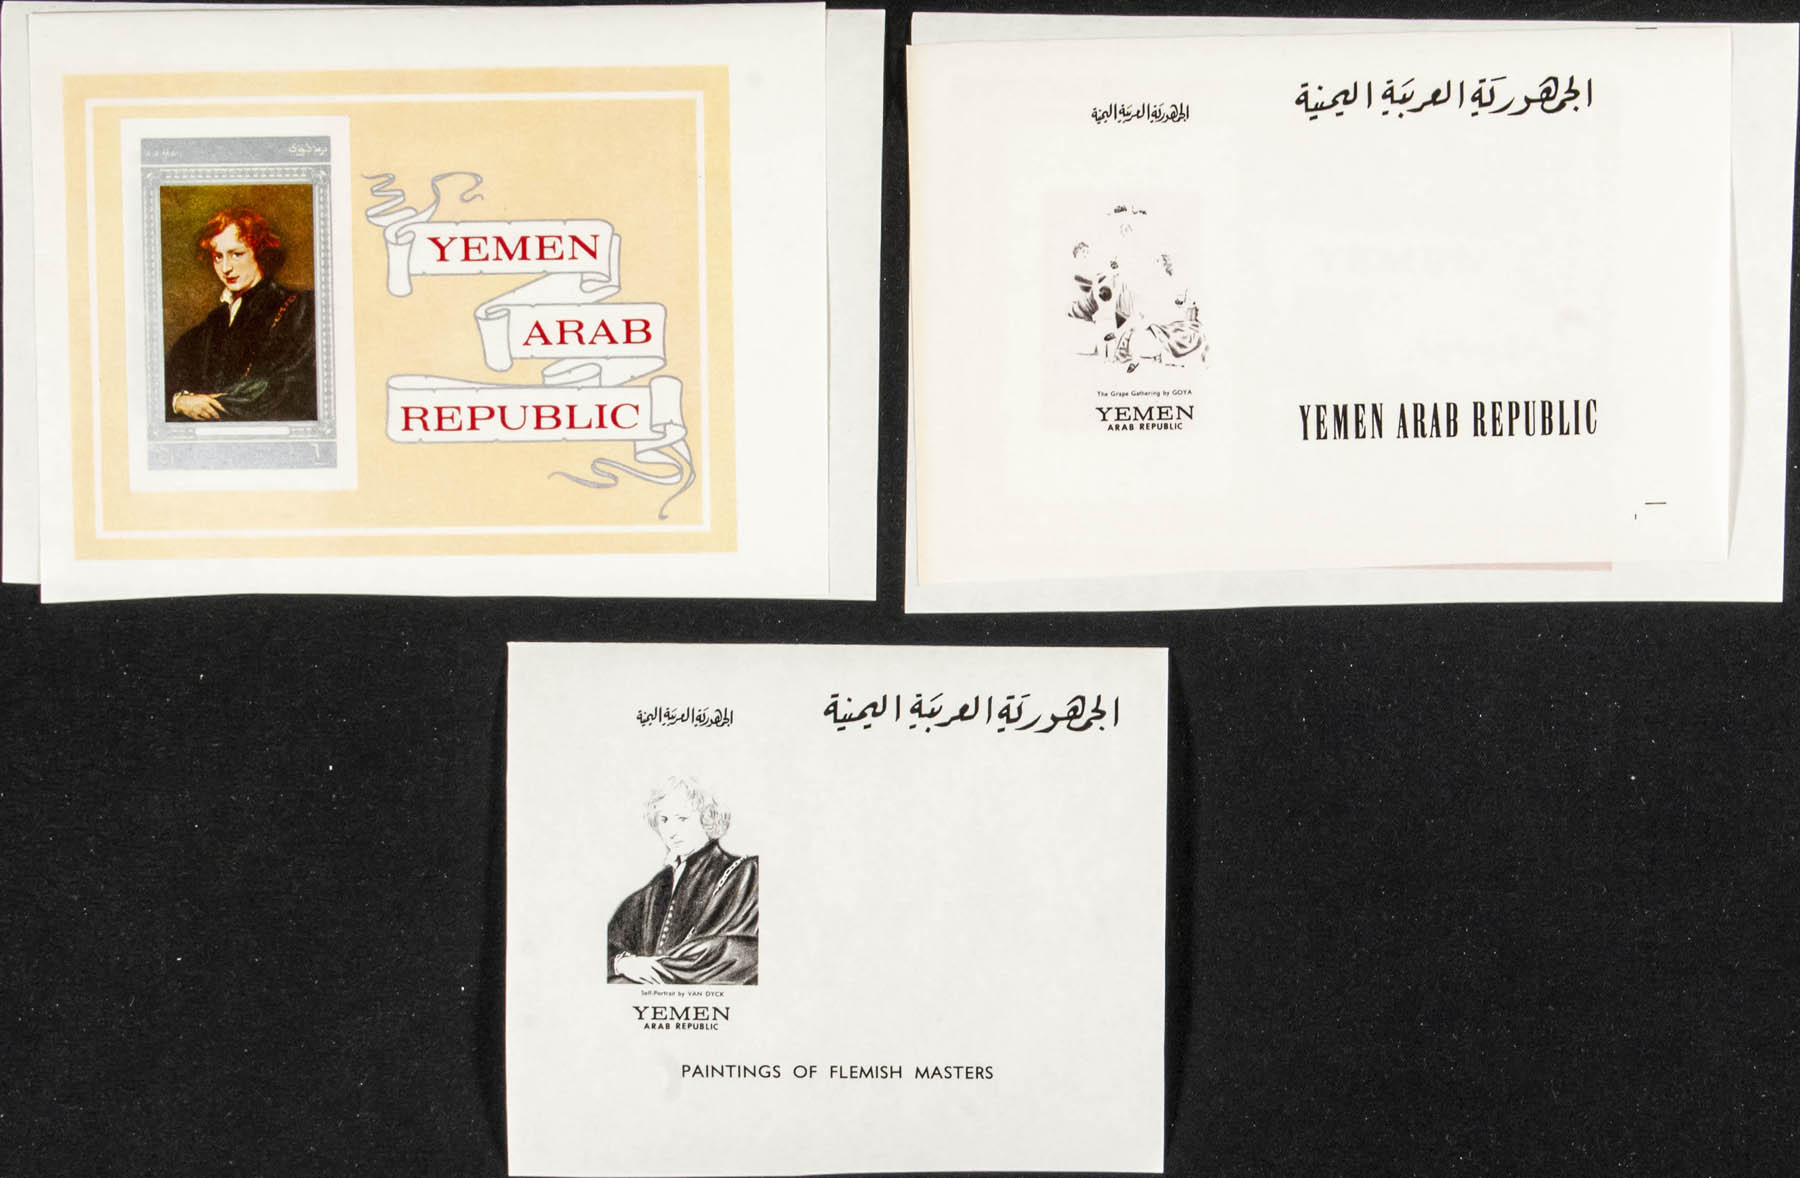 YEMEN
ARAB
REPUBLIC
الجمهورية العربية اليمنية
الجمهورية العربية اليمنية
The Grape Gathering by GOYA
YEMEN
ARAB REPUBLIC
YEMEN ARAB REPUBLIC
الجمهورية العربية اليمنية
الجمهورية العربية اليمنية
Self-Portrait by VAN DYCK
YEMEN
ARAB REPUBLIC
PAINTINGS OF FLEMISH MASTERS